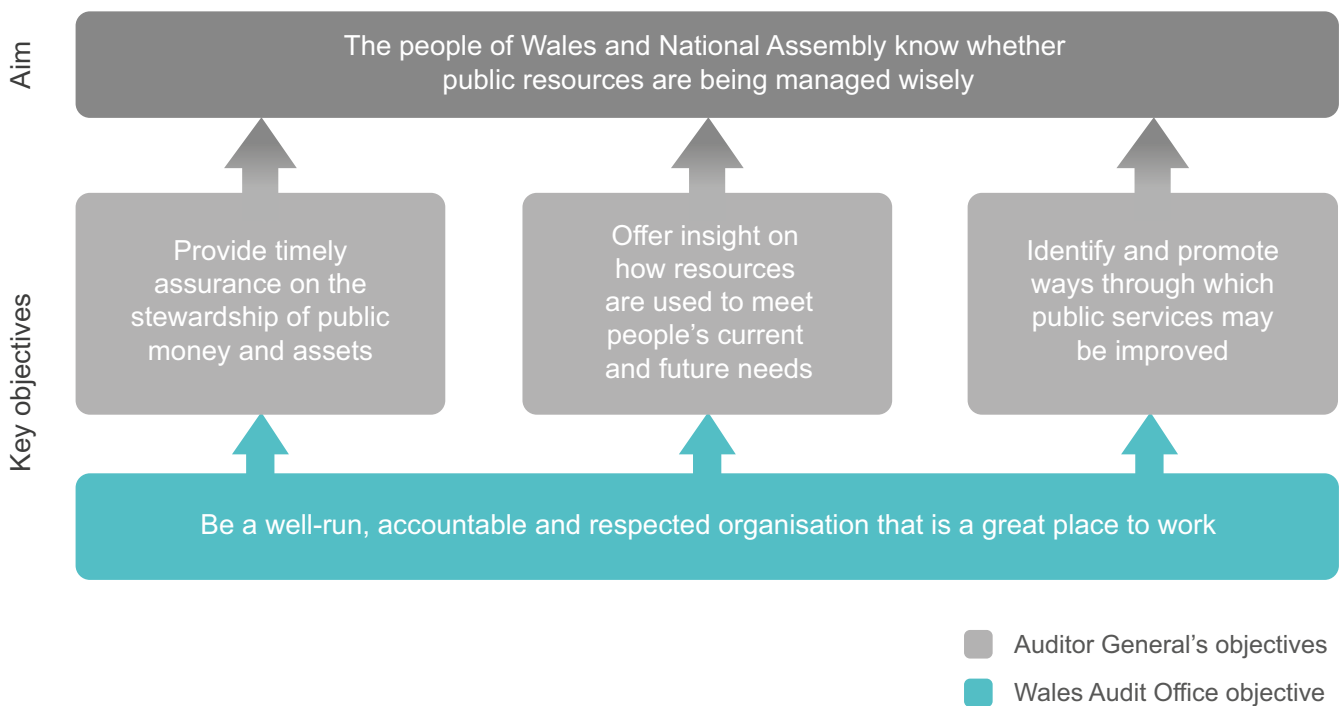 Aim
The people of Wales and National Assembly know whether
public resources are being managed wisely
Key objectives
Provide timely
assurance on the
stewardship of public
money and assets
Offer insight on
how resources
are used to meet
people’s current
and future needs
Identify and promote
ways through which
public services may
be improved
Be a well-run, accountable and respected organisation that is a great place to work
Auditor General’s objectives
Wales Audit Office objective